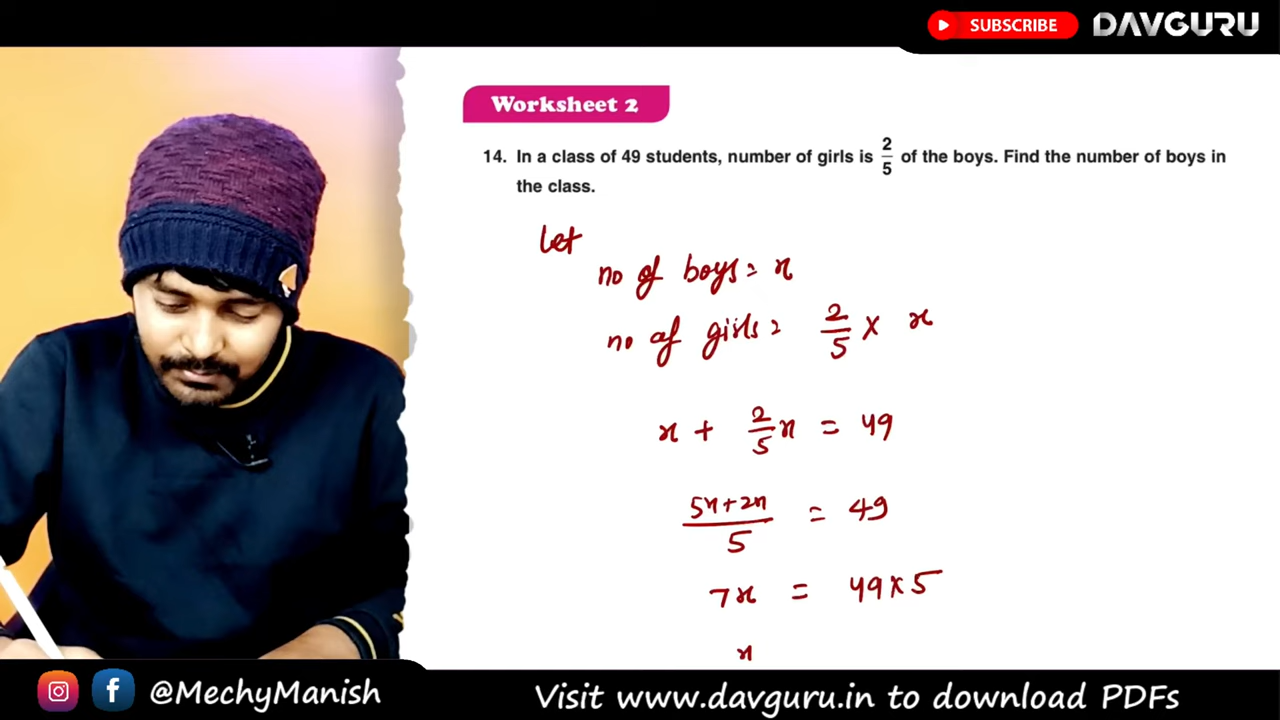 SUBSCRIBE DAVGURU
Worksheet 2
14. In a class of 49 students, number of girls is 2/5 of the boys. Find the number of boys in
the class.
Let
no of boys = x
no of girls = 2/5 × x
x + 2/5 x = 49
5x+2x/5 = 49
7x = 49×5
x
@MechyManish
Visit www.davguru.in to download PDFs